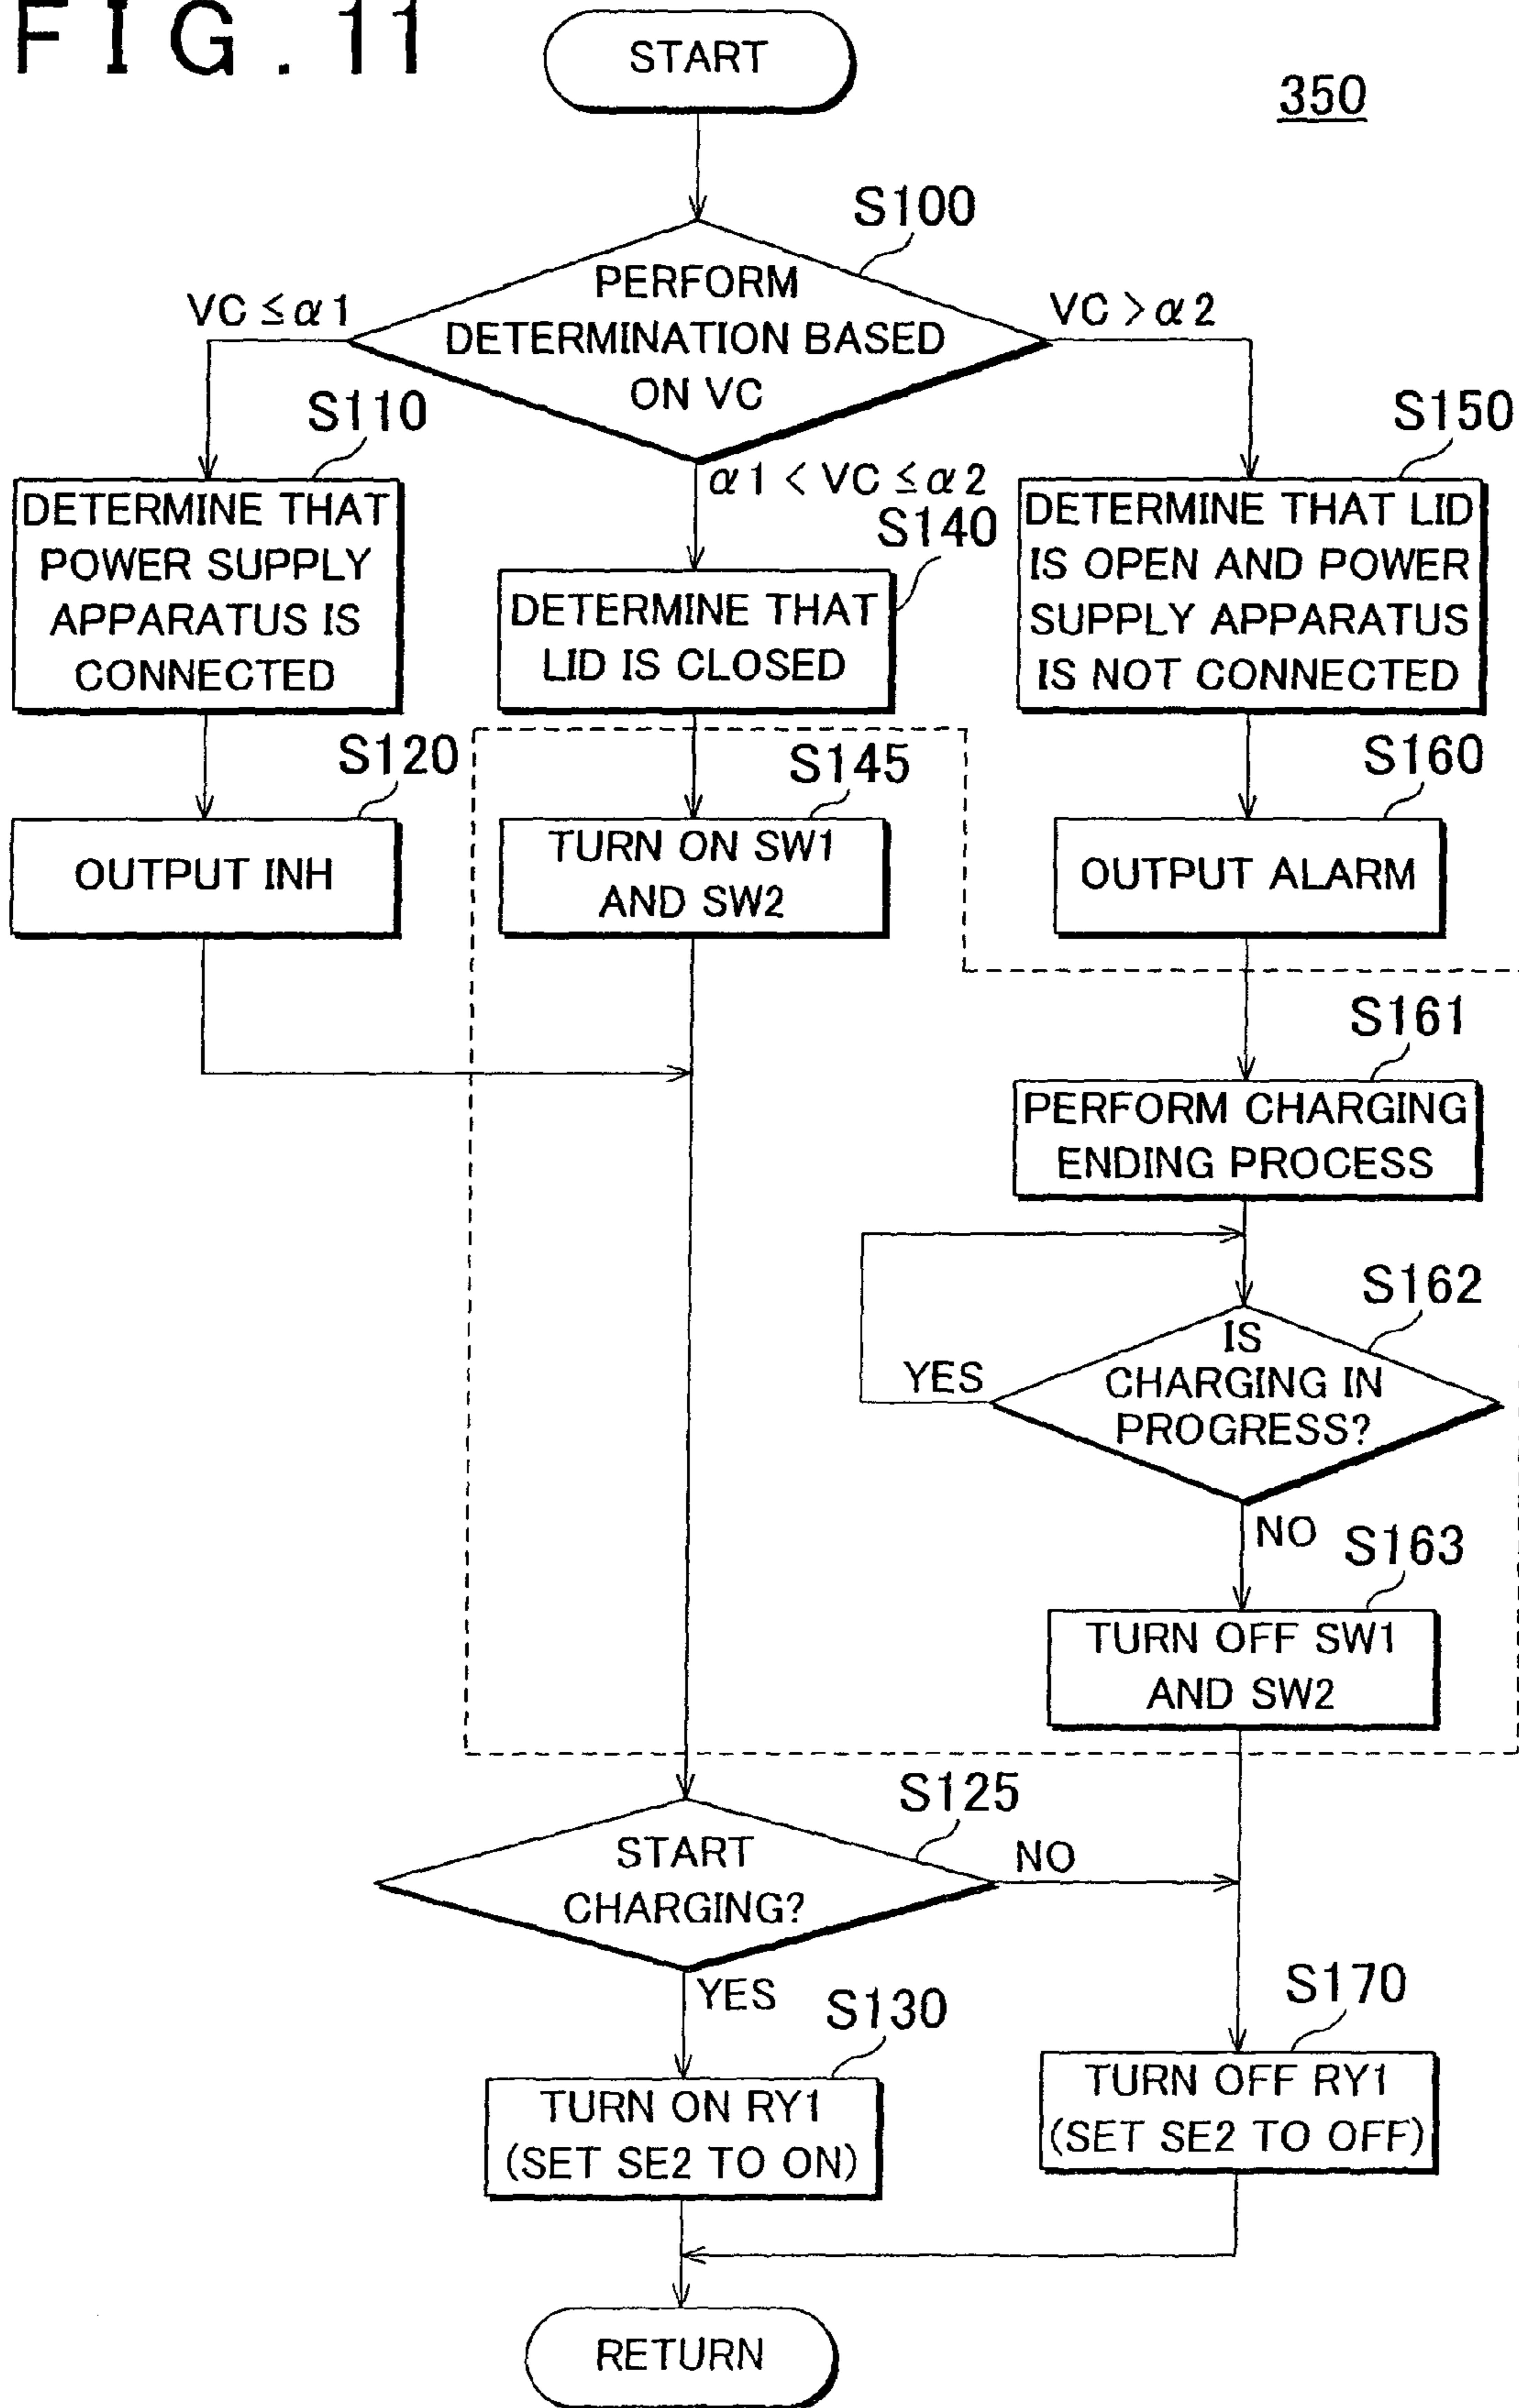 FIG. 11
START
350
S100
PERFORM
DETERMINATION BASED
ON VC
VC ≦ α1
VC > α2
α1 < VC ≦ α2
S110
DETERMINE THAT
POWER SUPPLY
APPARATUS IS
CONNECTED
S140
DETERMINE THAT
LID IS CLOSED
S150
DETERMINE THAT LID
IS OPEN AND POWER
SUPPLY APPARATUS
IS NOT CONNECTED
S120
OUTPUT INH
S145
TURN ON SW1
AND SW2
S160
OUTPUT ALARM
S161
PERFORM CHARGING
ENDING PROCESS
S162
IS
CHARGING IN
PROGRESS?
YES
NO
S163
TURN OFF SW1
AND SW2
S125
START
CHARGING?
NO
YES
S130
TURN ON RY1
(SET SE2 TO ON)
S170
TURN OFF RY1
(SET SE2 TO OFF)
RETURN